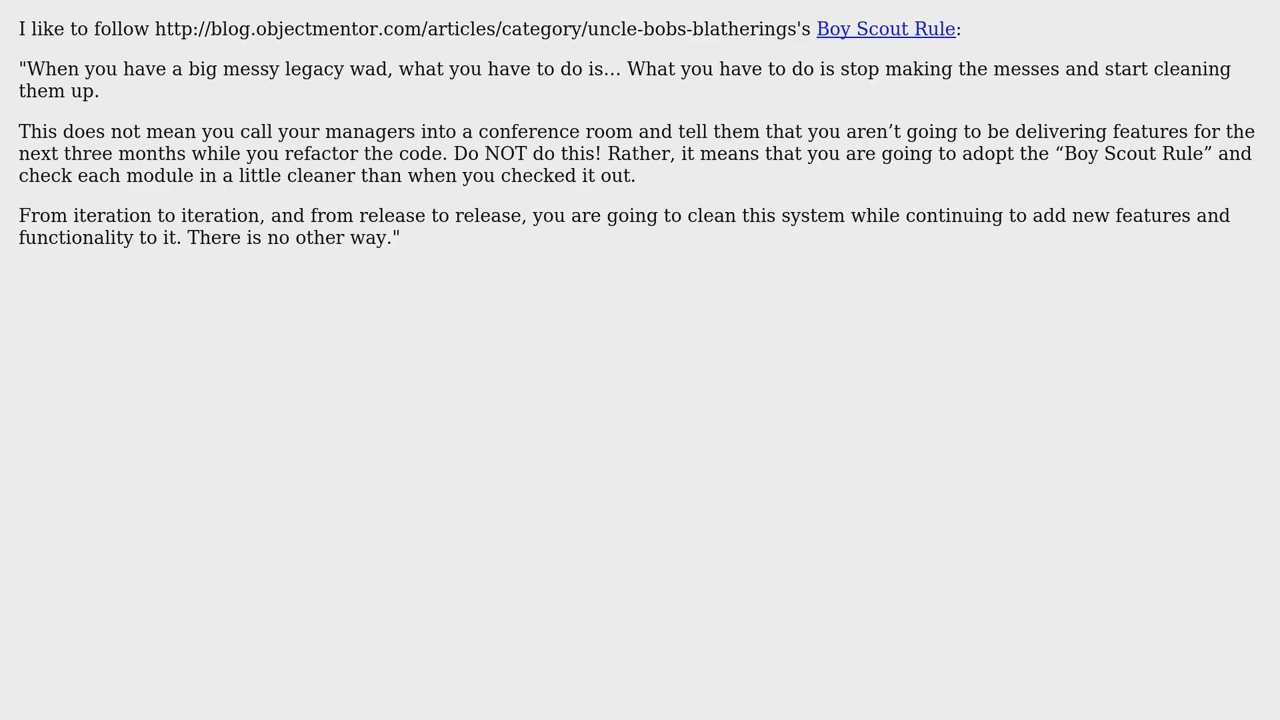 I like to follow http://blog.objectmentor.com/articles/category/uncle-bobs-blatherings's Boy Scout Rule:
"When you have a big messy legacy wad, what you have to do is… What you have to do is stop making the messes and start cleaning
them up.
This does not mean you call your managers into a conference room and tell them that you aren’t going to be delivering features for the
next three months while you refactor the code. Do NOT do this! Rather, it means that you are going to adopt the “Boy Scout Rule” and
check each module in a little cleaner than when you checked it out.
From iteration to iteration, and from release to release, you are going to clean this system while continuing to add new features and
functionality to it. There is no other way."